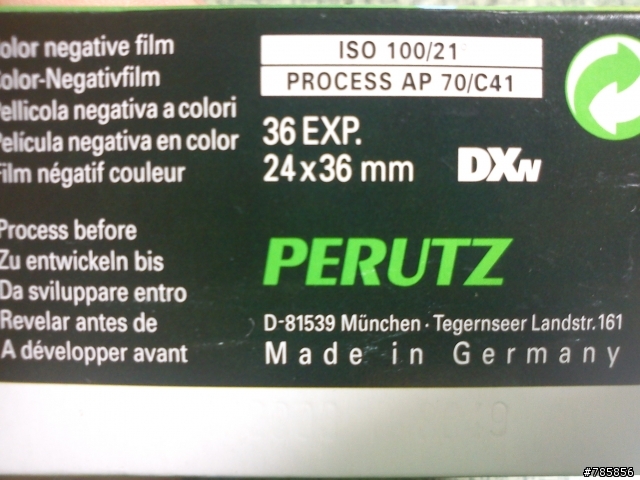 olor negative film
olor-Negativfilm
ellicola negativa a colori
elícula negativa en color
ilm négatif couleur
ISO 100/21
PROCESS AP 70/C41
36 EXP.
24x36 mm
DXN
Process before
Zu entwickeln bis
Da sviluppare entro
Revelar antes de
A développer avant
PERUTZ
D-81539 München · Tegernseer Landstr. 161
Made in Germany
#785856